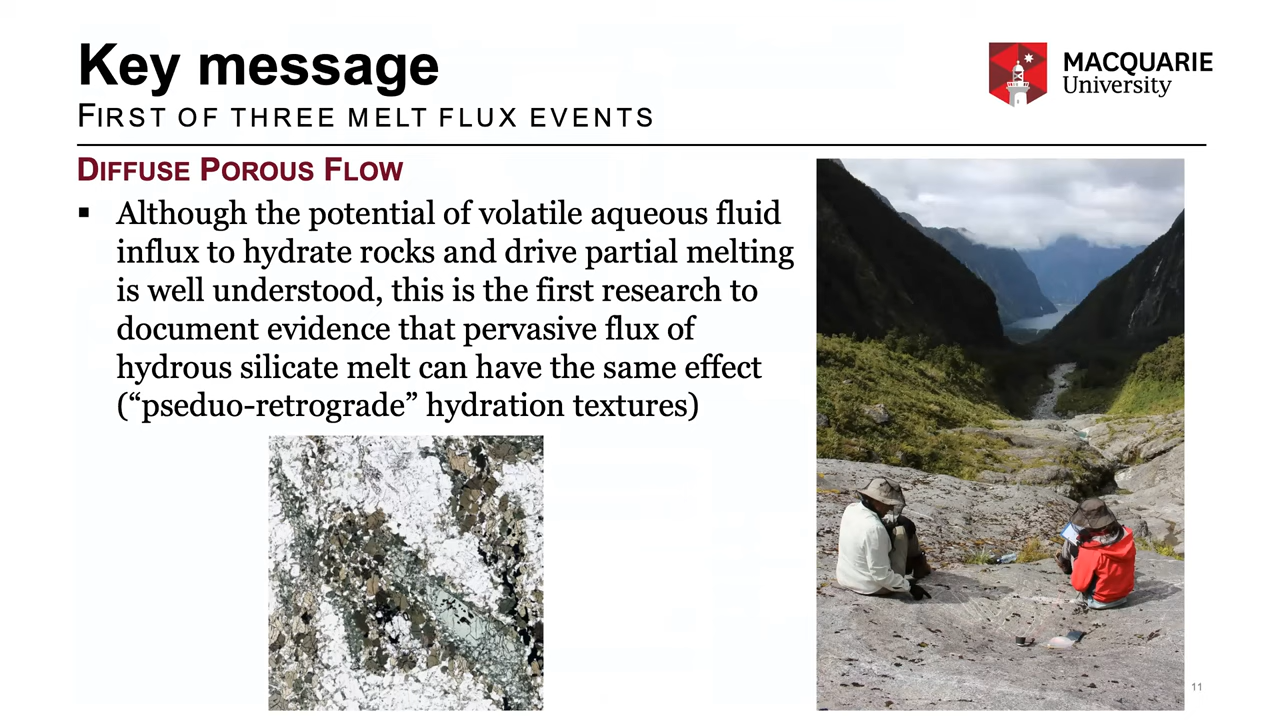 Key message
FIRST OF THREE MELT FLUX EVENTS
MACQUARIE
University
DIFFUSE POROUS FLOW
▪ Although the potential of volatile aqueous fluid
influx to hydrate rocks and drive partial melting
is well understood, this is the first research to
document evidence that pervasive flux of
hydrous silicate melt can have the same effect
(“pseduo-retrograde” hydration textures)
11